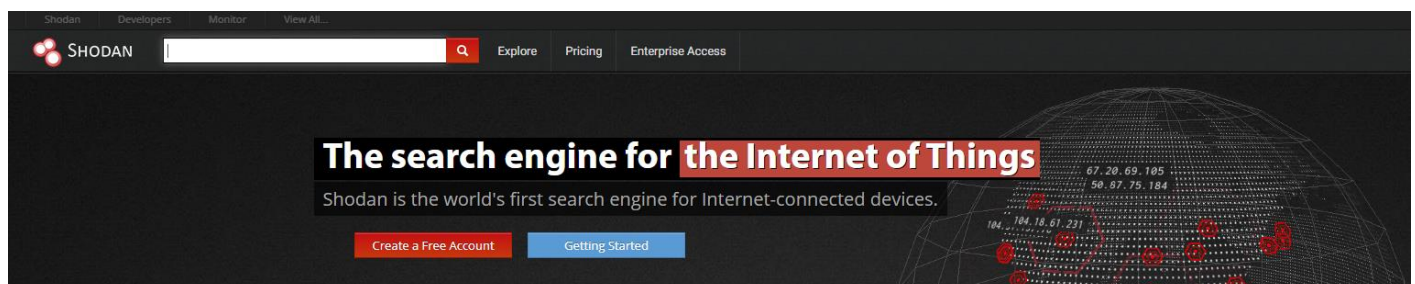 Shodan Developers Monitor View All...
SHODAN Explore Pricing Enterprise Access
The search engine for the Internet of Things
Shodan is the world's first search engine for Internet-connected devices.
Create a Free Account Getting Started
67.20.69.105
50.87.75.184
104.18.61.231
104.